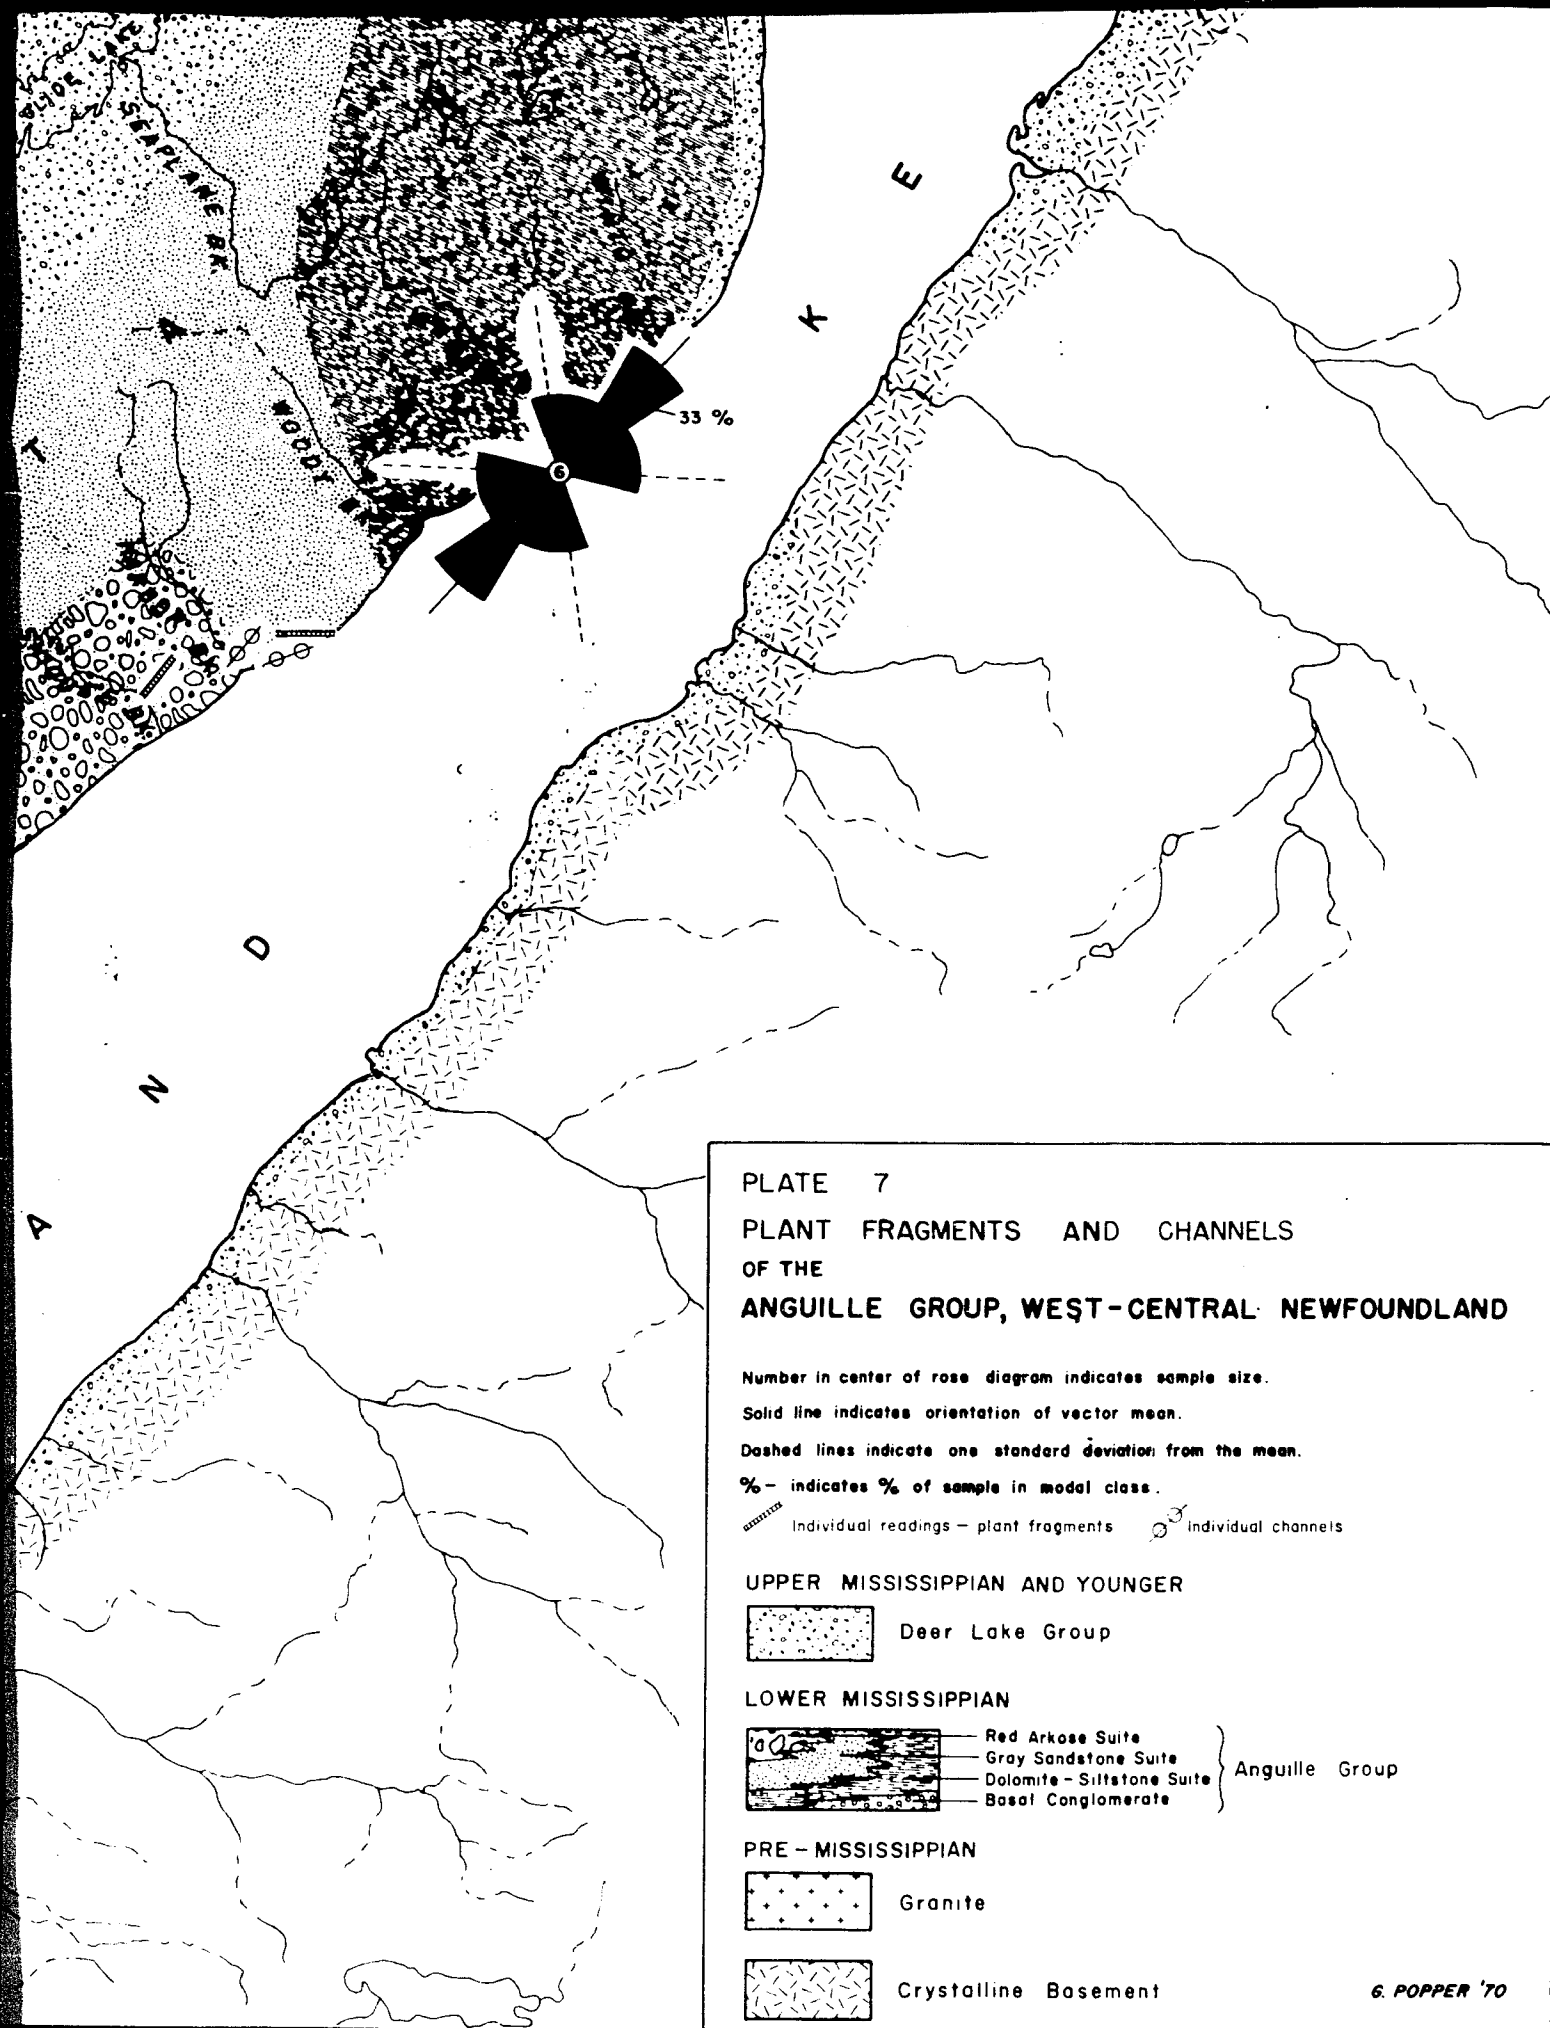 GLIDE LAKE
SEAPLANE BK.
A
T
WOODY
33 %
6
E
K
D
N
A
PLATE 7
PLANT FRAGMENTS AND CHANNELS
OF THE
ANGUILLE GROUP, WEST-CENTRAL NEWFOUNDLAND
Number in center of rose diagram indicates sample size.
Solid line indicates orientation of vector mean.
Dashed lines indicate one standard deviation from the mean.
% - indicates % of sample in modal class.
Individual readings - plant fragments Individual channels
UPPER MISSISSIPPIAN AND YOUNGER
Deer Lake Group
LOWER MISSISSIPPIAN
Red Arkose Suite
Gray Sandstone Suite
Dolomite - Siltstone Suite
Basal Conglomerate
Anguille Group
PRE - MISSISSIPPIAN
Granite
Crystalline Basement
G. POPPER '70